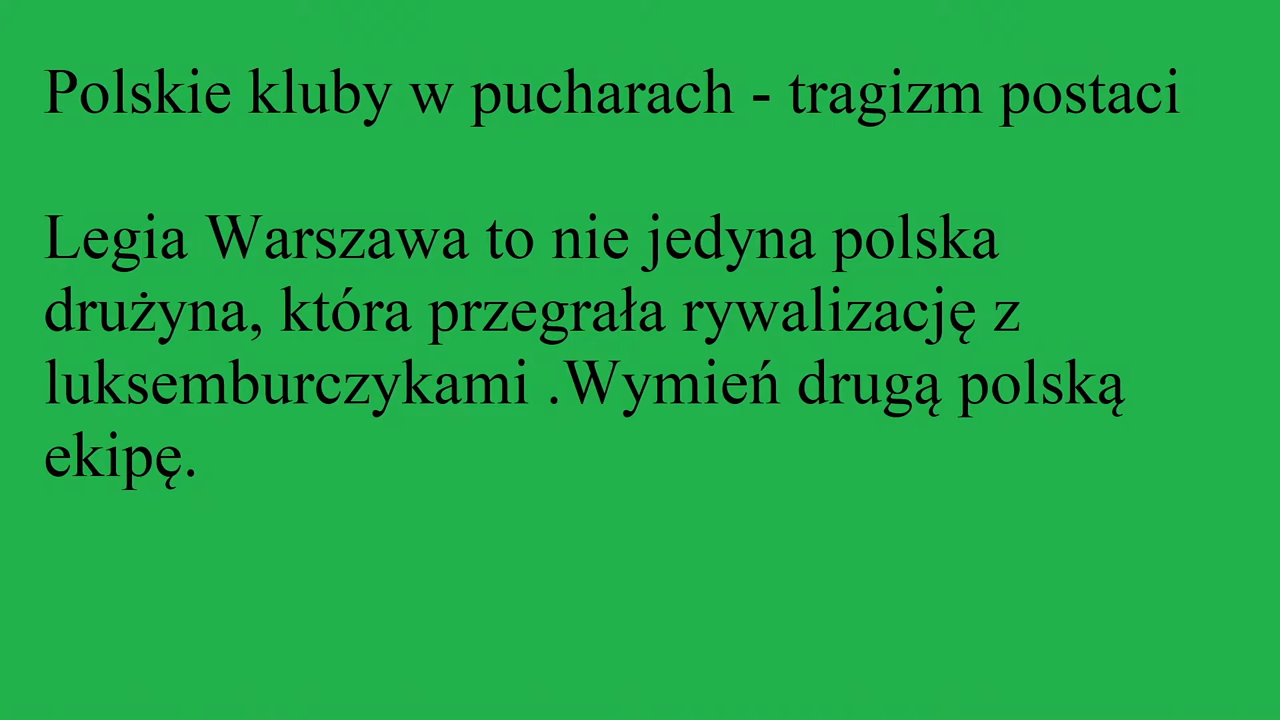 Polskie kluby w pucharach - tragizm postaci
Legia Warszawa to nie jedyna polska
drużyna, która przegrała rywalizację z
luksemburczykami .Wymień drugą polską
ekipę.